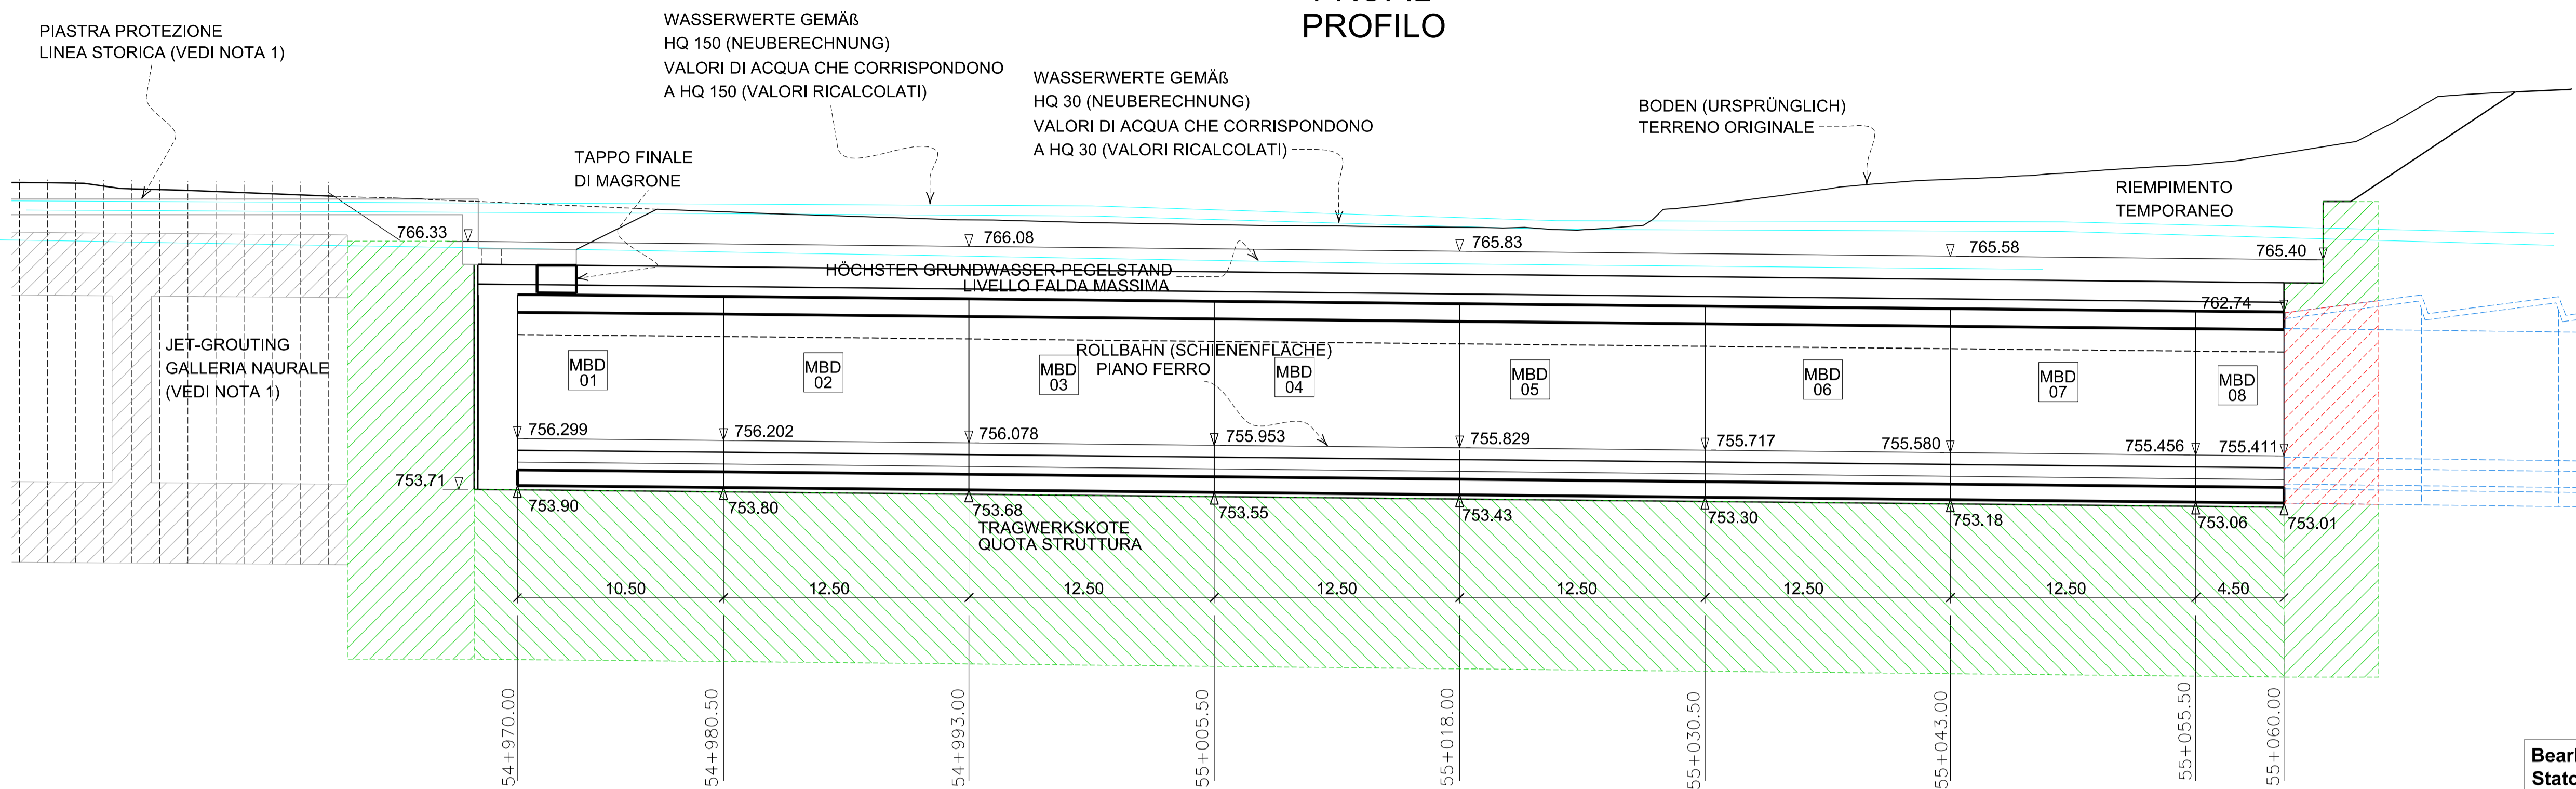 PROFILO
PIASTRA PROTEZIONE
LINEA STORICA (VEDI NOTA 1)
WASSERWERTE GEMÄß
HQ 150 (NEUBERECHNUNG)
VALORI DI ACQUA CHE CORRISPONDONO
A HQ 150 (VALORI RICALCOLATI)
WASSERWERTE GEMÄß
HQ 30 (NEUBERECHNUNG)
VALORI DI ACQUA CHE CORRISPONDONO
A HQ 30 (VALORI RICALCOLATI)
BODEN (URSPRÜNGLICH)
TERRENO ORIGINALE
TAPPO FINALE
DI MAGRONE
RIEMPIMENTO
TEMPORANEO
766.33
766.08
765.83
765.58
765.40
HÖCHSTER GRUNDWASSER-PEGELSTAND
LIVELLO FALDA MASSIMA
762.74
JET-GROUTING
GALLERIA NAURALE
(VEDI NOTA 1)
ROLLBAHN (SCHIENENFLÄCHE)
PIANO FERRO
MBD
01
MBD
02
MBD
03
MBD
04
MBD
05
MBD
06
MBD
07
MBD
08
756.299
756.202
756.078
755.953
755.829
755.717
755.580
755.456
755.411
753.71
753.90
753.80
753.68
753.55
753.43
753.30
753.18
753.06
753.01
TRAGWERKSKOTE
QUOTA STRUTTURA
10.50
12.50
12.50
12.50
12.50
12.50
12.50
4.50
54+970.00
54+980.50
54+993.00
55+005.50
55+018.00
55+030.50
55+043.00
55+055.50
55+060.00